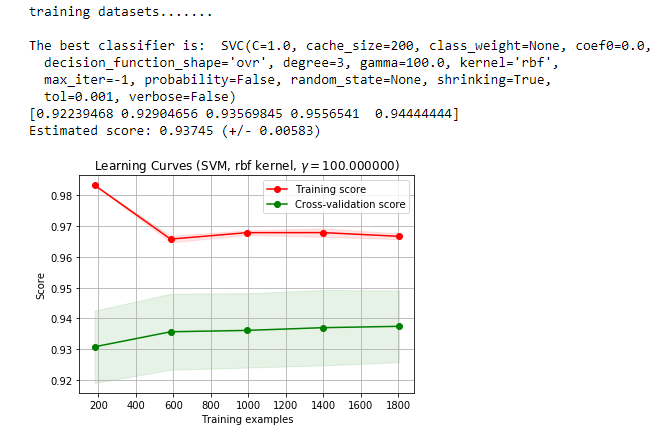 training datasets.......
The best classifier is:  SVC(C=1.0, cache_size=200, class_weight=None, coef0=0.0,
  decision_function_shape='ovr', degree=3, gamma=100.0, kernel='rbf',
  max_iter=-1, probability=False, random_state=None, shrinking=True,
  tol=0.001, verbose=False)
[0.92239468 0.92904656 0.93569845 0.9556541  0.94444444]
Estimated score: 0.93745 (+/- 0.00583)
Learning Curves (SVM, rbf kernel, γ = 100.000000)
Training score
Cross-validation score
0.98
0.97
0.96
0.95
0.94
0.93
0.92
Score
200 400 600 800 1000 1200 1400 1600 1800
Training examples